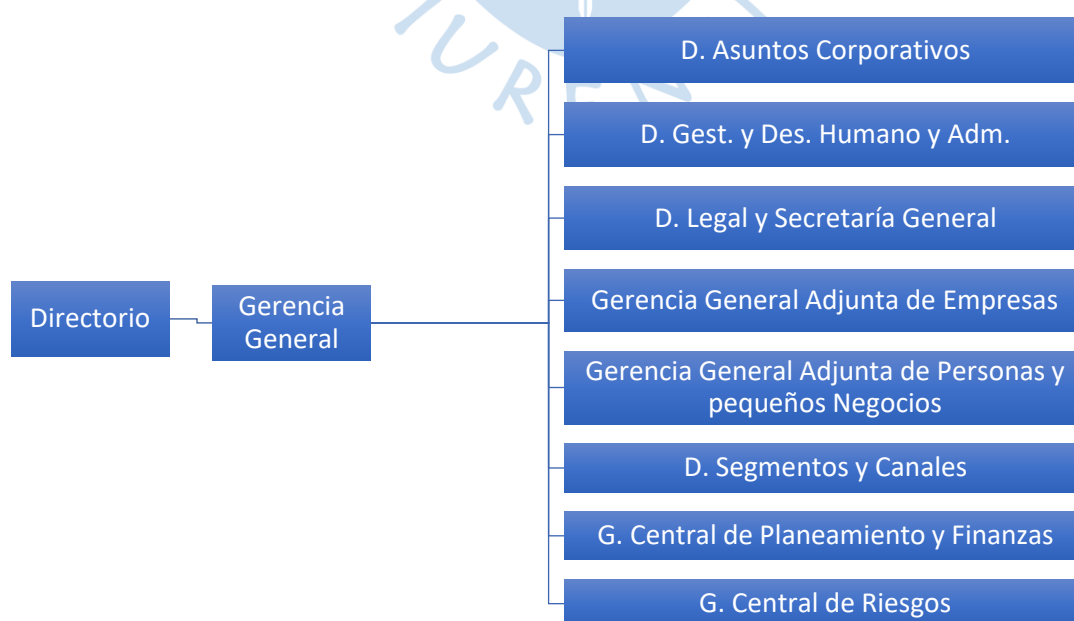 IUREN
D. Asuntos Corporativos
D. Gest. y Des. Humano y Adm.
D. Legal y Secretaría General
Directorio
Gerencia
General
Gerencia General Adjunta de Empresas
Gerencia General Adjunta de Personas y
pequeños Negocios
D. Segmentos y Canales
G. Central de Planeamiento y Finanzas
G. Central de Riesgos